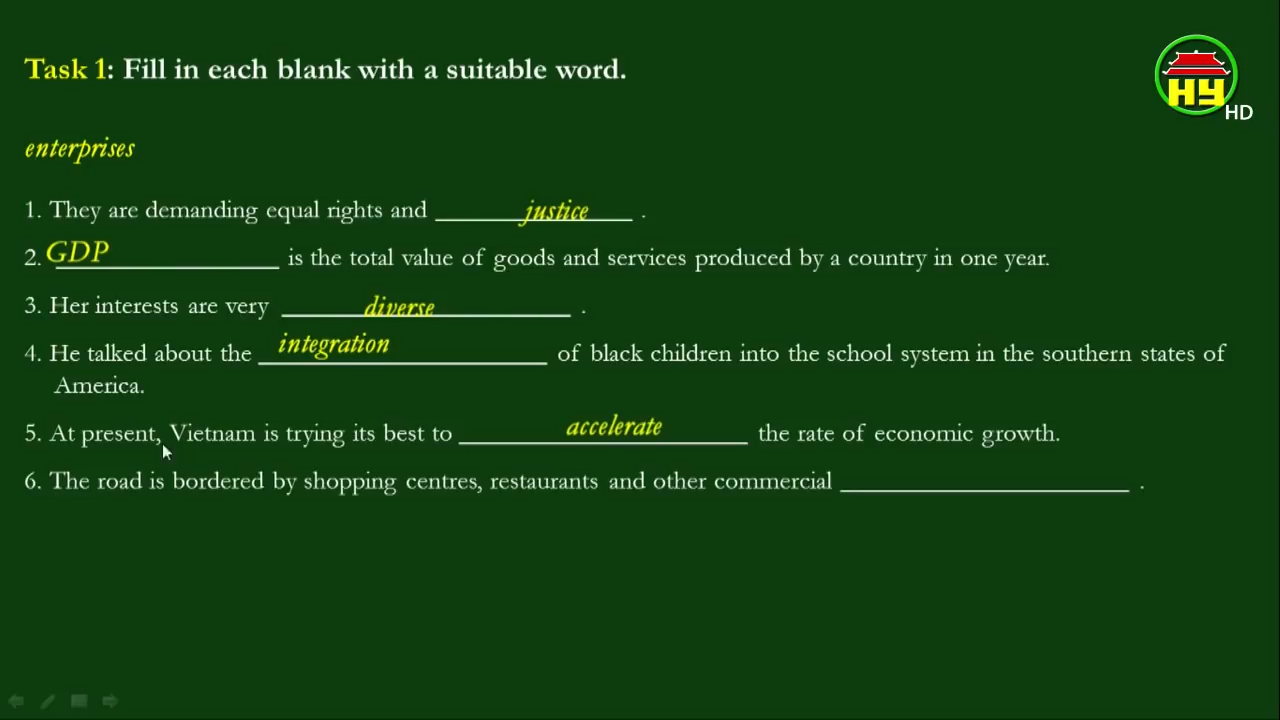 Task 1: Fill in each blank with a suitable word.
HY
HD
enterprises
1. They are demanding equal rights and justice .
2. GDP is the total value of goods and services produced by a country in one year.
3. Her interests are very diverse .
4. He talked about the integration of black children into the school system in the southern states of
America.
5. At present, Vietnam is trying its best to accelerate the rate of economic growth.
6. The road is bordered by shopping centres, restaurants and other commercial ____________________ .